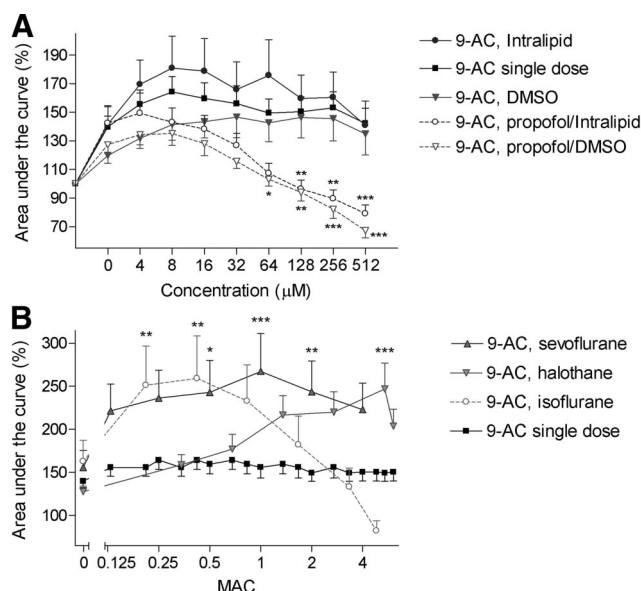 A
190
170
150
130
110
90
70
Area under the curve (%)
0 4 8 16 32 64 128 256 512
Concentration (μM)
*
**
**
**
***
***
***
9-AC, Intralipid
9-AC single dose
9-AC, DMSO
9-AC, propofol/Intralipid
9-AC, propofol/DMSO
B
300
250
200
150
100
Area under the curve (%)
** ** * *** ** ***
0 0.125 0.25 0.5 1 2 4
MAC
9-AC, sevoflurane
9-AC, halothane
9-AC, isoflurane
9-AC single dose